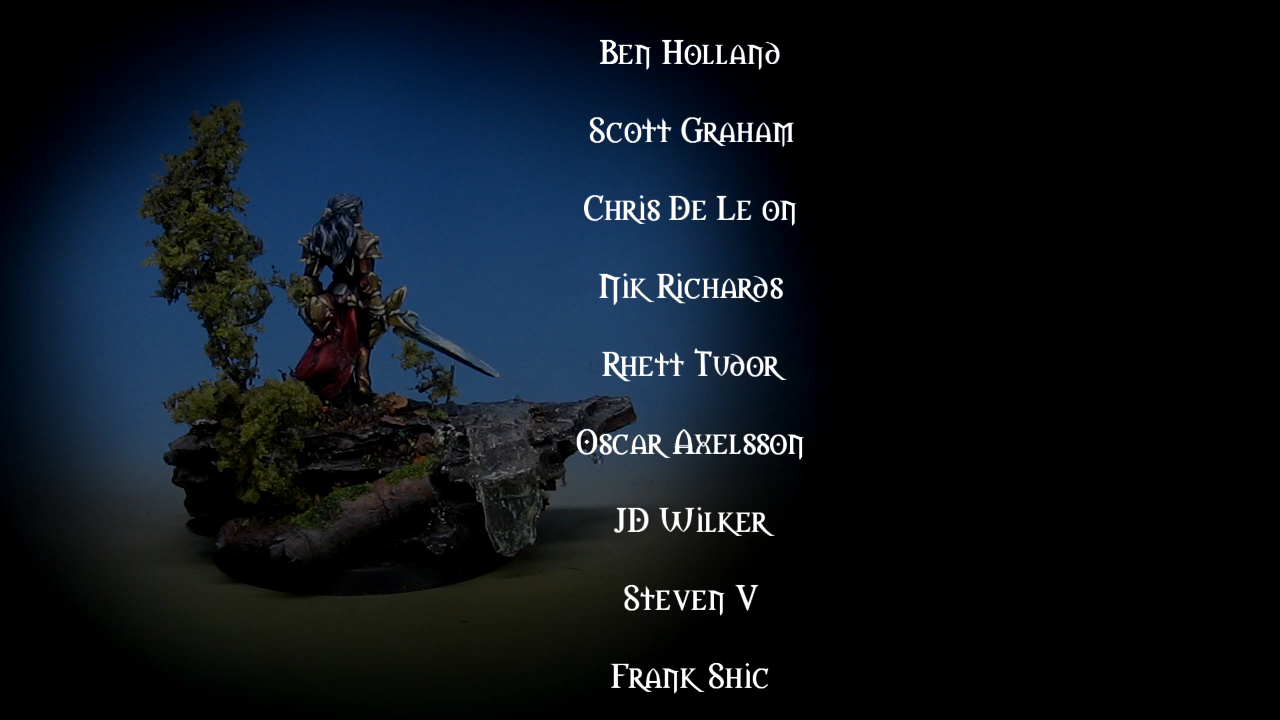 Ben Holland
Scott Graham
Chris De Le on
Nik Richards
Rhett Tudor
Oscar Axelsson
JD Wilker
Steven V
Frank Shic